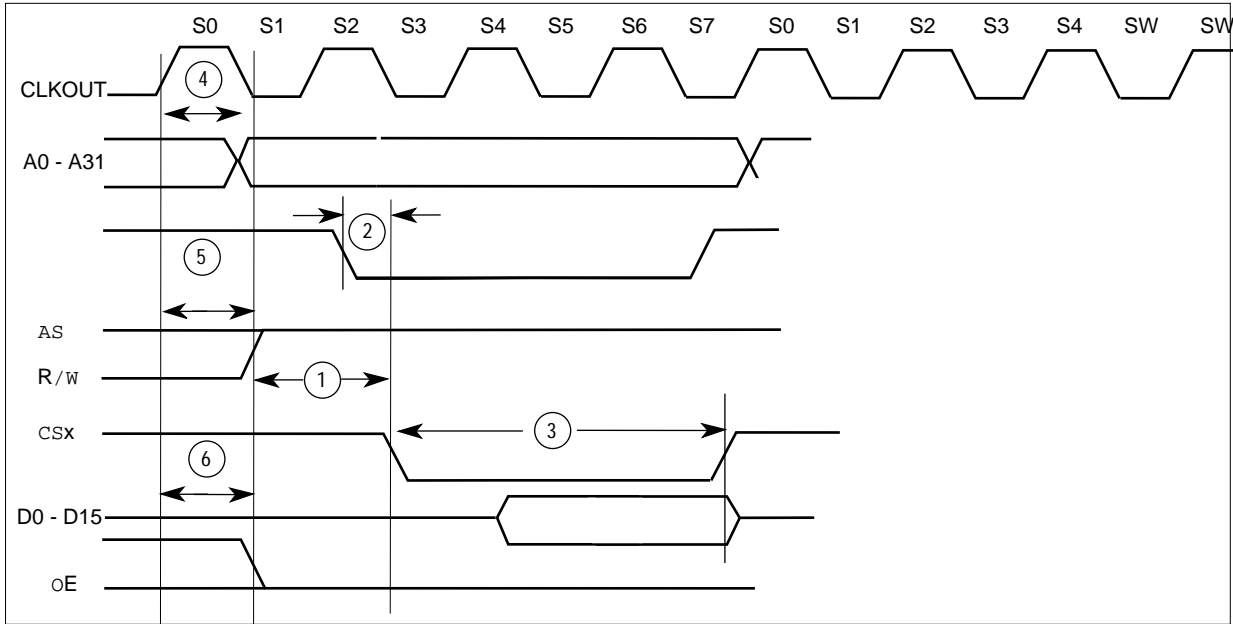 S0 S1 S2 S3 S4 S5 S6 S7 S0 S1 S2 S3 S4 SW SW
CLKOUT
4
A0 - A31
2
5
AS
R/W
1
CSx
3
6
D0 - D15
OE